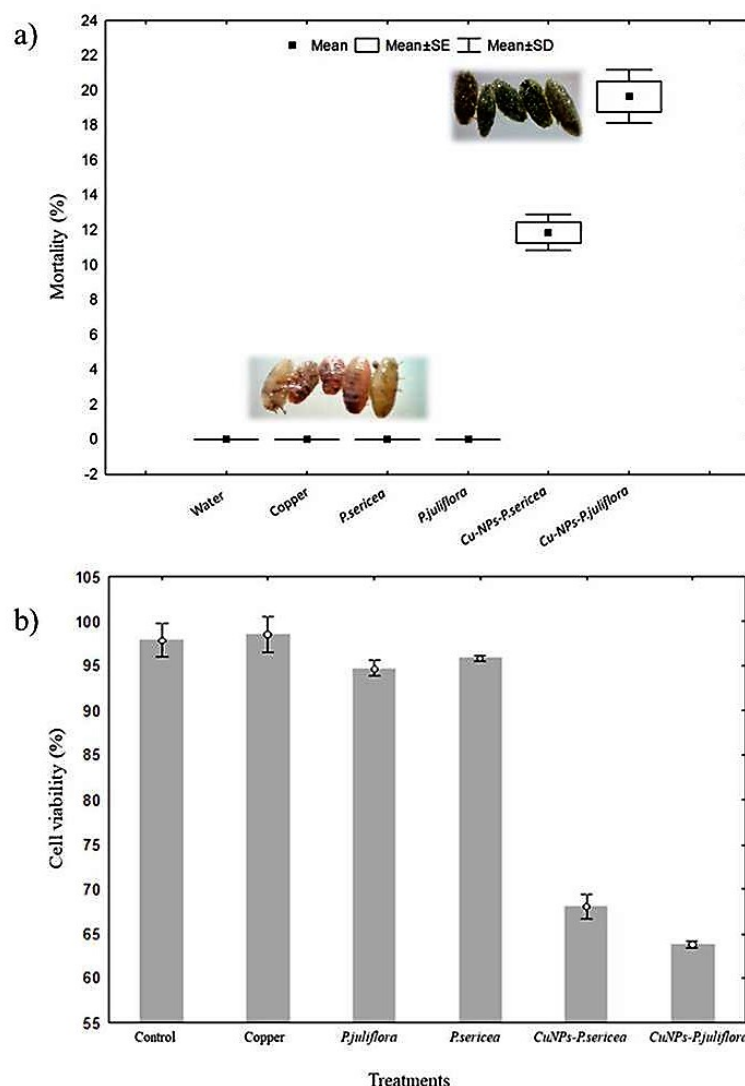 a)
24
22
20
18
16
14
12
10
8
6
4
2
0
-2
Mortality (%)
Mean Mean±SE Mean±SD
Water
Copper
P.sericea
P.juliflora
Cu-NPs-P.sericea
Cu-NPs-P.juliflora
b)
105
100
95
90
85
80
75
70
65
60
55
Cell viability (%)
Control Copper P.juliflora P.sericea CuNPs-P.sericea CuNPs-P.juliflora
Treatments